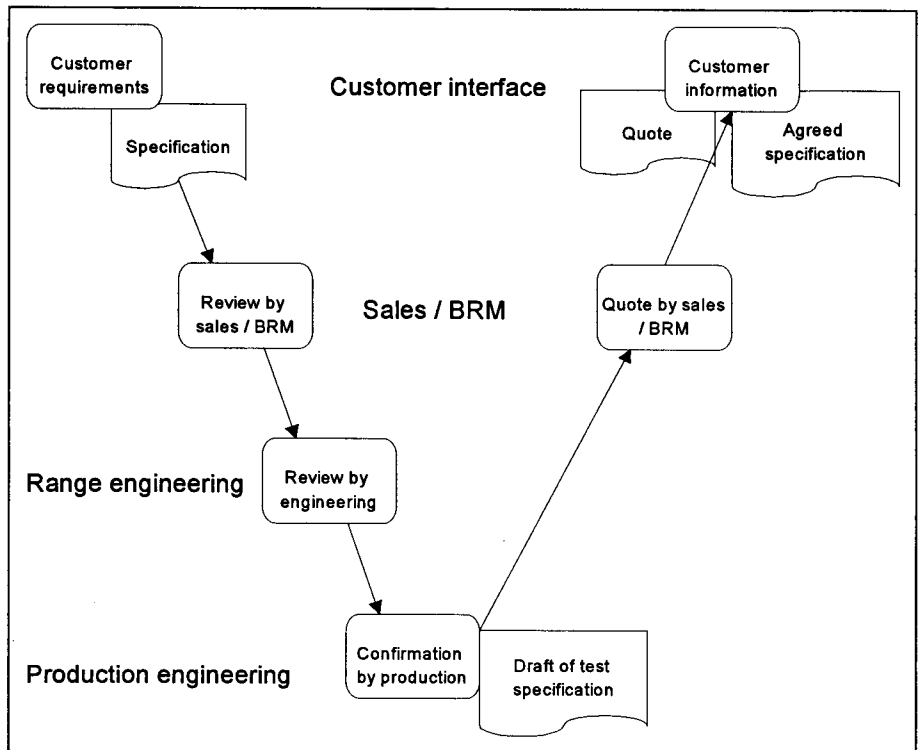 Customer
requirements
Specification
Customer interface
Customer
information
Quote
Agreed
specification
Review by
sales / BRM
Sales / BRM
Quote by sales
/ BRM
Range engineering
Review by
engineering
Production engineering
Confirmation
by production
Draft of test
specification